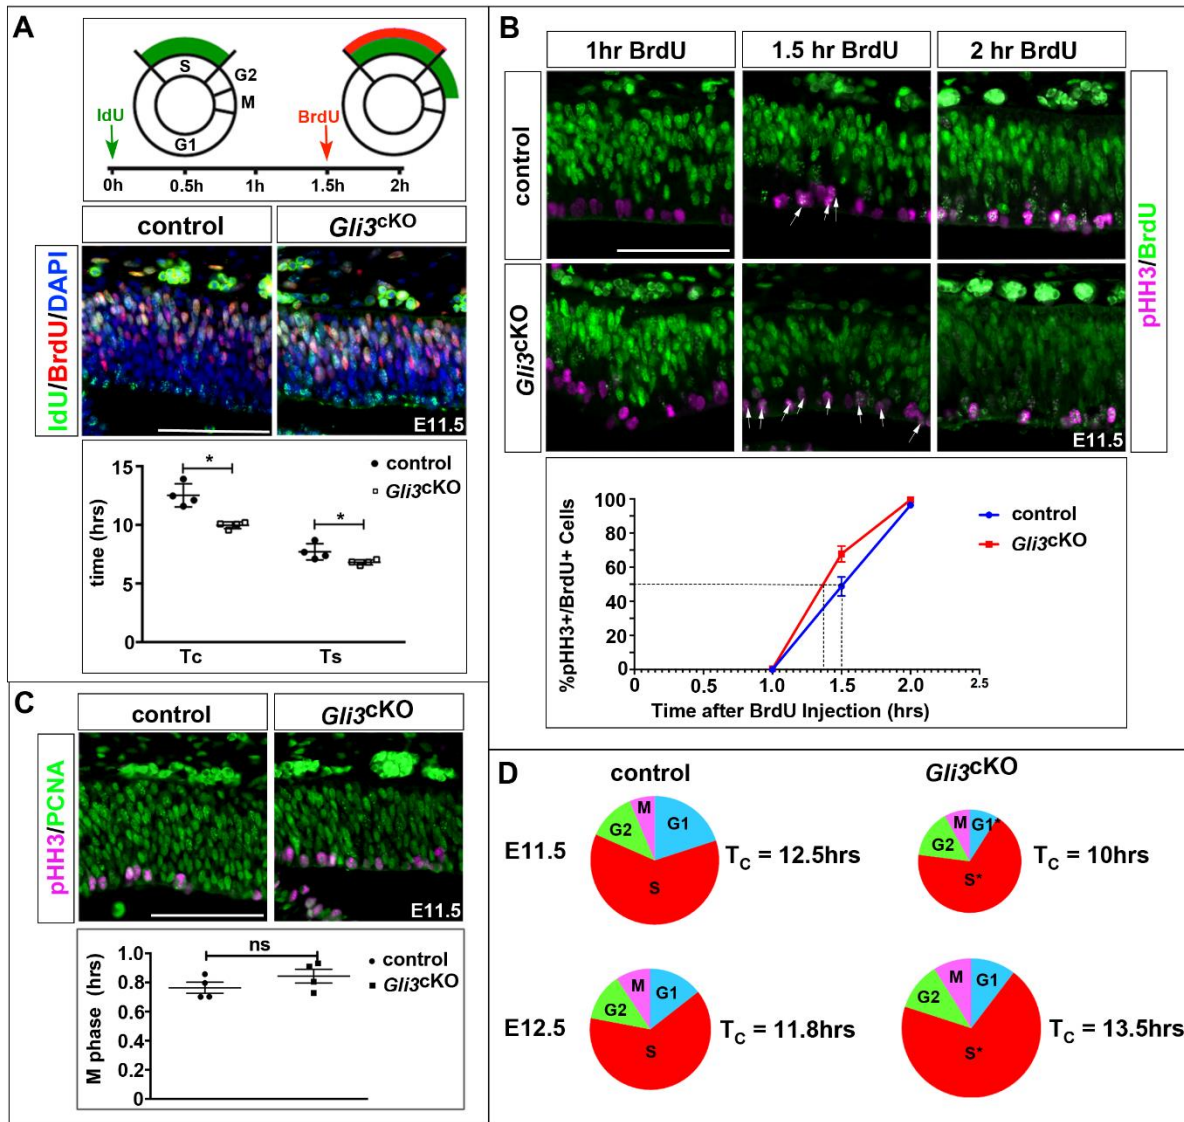 A
S
G2
M
G1
IdU
BrdU
0h 0.5h 1h 1.5h 2h
control Gli3cKO
IdU/BrdU/DAPI
E11.5
15
10
5
0
time (hrs)
* *
control
Gli3cKO
Tc Ts
B
1hr BrdU 1.5 hr BrdU 2 hr BrdU
control
Gli3cKO
pHH3/BrdU
E11.5
100
80
60
40
20
0
%pHH3+/BrdU+ Cells
control
Gli3cKO
0 0.5 1.0 1.5 2.0 2.5
Time after BrdU Injection (hrs)
C
control Gli3cKO
pHH3/PCNA
E11.5
1.0
0.8
0.6
0.4
0.2
0
M phase (hrs)
ns
control
Gli3cKO
D
control Gli3cKO
E11.5
M G1 G2 S
TC = 12.5hrs
M G1* G2 S*
TC = 10hrs
E12.5
M G1 G2 S
TC = 11.8hrs
M G1 G2 S*
TC = 13.5hrs